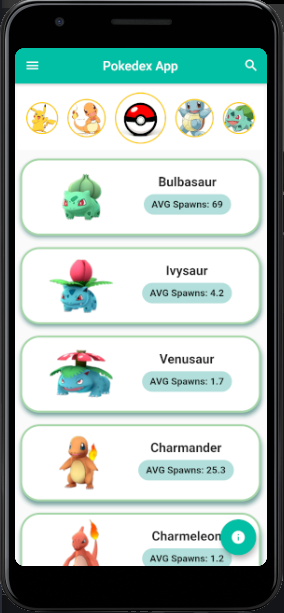 Pokedex App
Bulbasaur
AVG Spawns: 69
Ivysaur
AVG Spawns: 4.2
Venusaur
AVG Spawns: 1.7
Charmander
AVG Spawns: 25.3
Charmeleon
AVG Spawns: 1.2